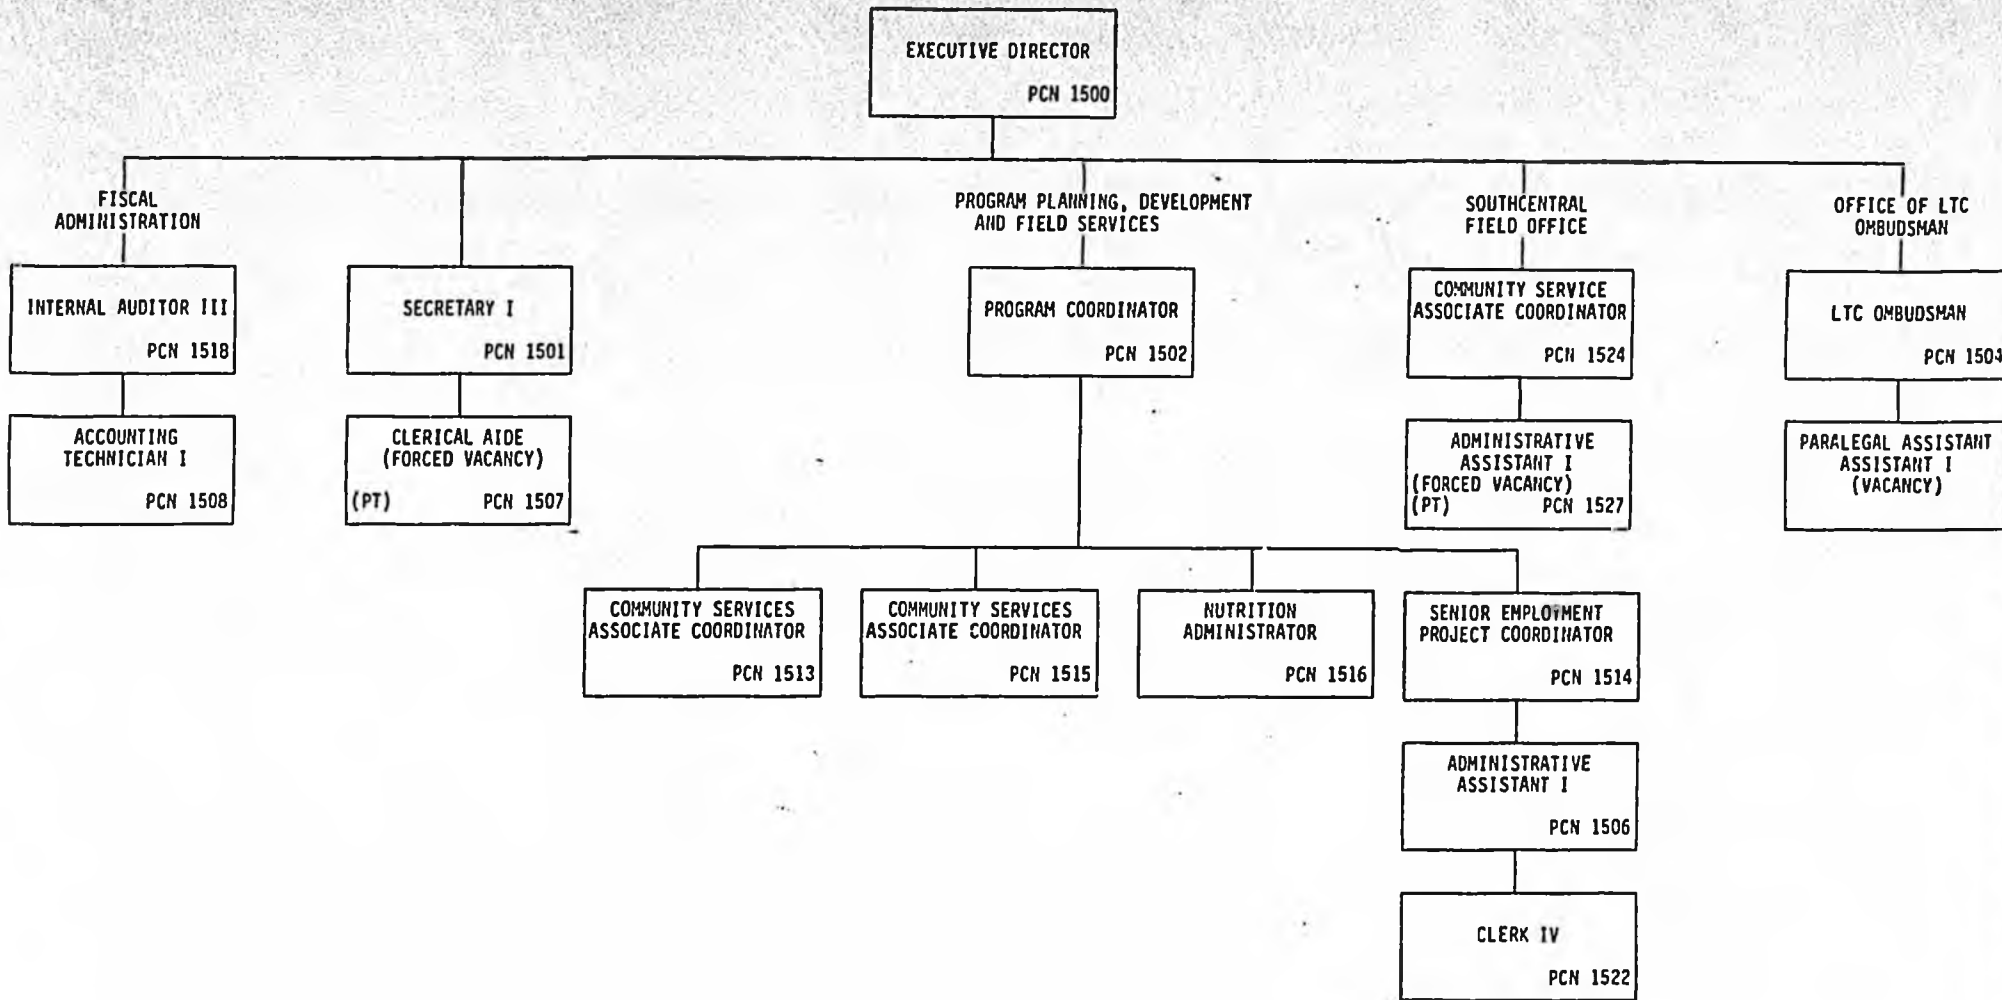 EXECUTIVE DIRECTOR
PCN 1500
FISCAL
ADMINISTRATION
PROGRAM PLANNING, DEVELOPMENT
AND FIELD SERVICES
SOUTHCENTRAL
FIELD OFFICE
OFFICE OF LTC
OMBUDSMAN
INTERNAL AUDITOR III
PCN 1518
SECRETARY I
PCN 1501
PROGRAM COORDINATOR
PCN 1502
COMMUNITY SERVICE
ASSOCIATE COORDINATOR
PCN 1524
LTC OMBUDSMAN
PCN 1504
ACCOUNTING
TECHNICIAN I
PCN 1508
CLERICAL AIDE
(FORCED VACANCY)
(PT) PCN 1507
ADMINISTRATIVE
ASSISTANT I
(FORCED VACANCY)
(PT) PCN 1527
PARALEGAL ASSISTANT
ASSISTANT I
(VACANCY)
COMMUNITY SERVICES
ASSOCIATE COORDINATOR
PCN 1513
COMMUNITY SERVICES
ASSOCIATE COORDINATOR
PCN 1515
NUTRITION
ADMINISTRATOR
PCN 1516
SENIOR EMPLOYMENT
PROJECT COORDINATOR
PCN 1514
ADMINISTRATIVE
ASSISTANT I
PCN 1506
CLERK IV
PCN 1522